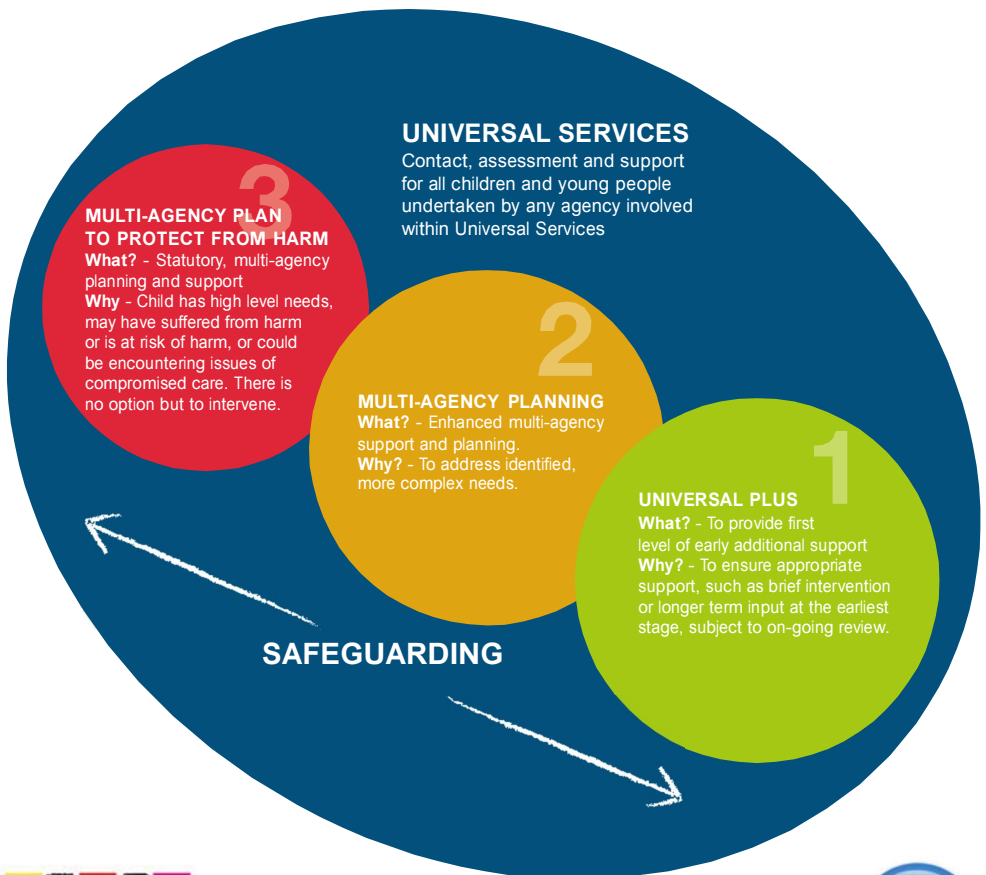 UNIVERSAL SERVICES
Contact, assessment and support
for all children and young people
undertaken by any agency involved
within Universal Services
3
MULTI-AGENCY PLAN
TO PROTECT FROM HARM
What? - Statutory, multi-agency
planning and support
Why - Child has high level needs,
may have suffered from harm
or is at risk of harm, or could
be encountering issues of
compromised care. There is
no option but to intervene.
2
MULTI-AGENCY PLANNING
What? - Enhanced multi-agency
support and planning.
Why? - To address identified,
more complex needs.
1
UNIVERSAL PLUS
What? - To provide first
level of early additional support
Why? - To ensure appropriate
support, such as brief intervention
or longer term input at the earliest
stage, subject to on-going review.
SAFEGUARDING